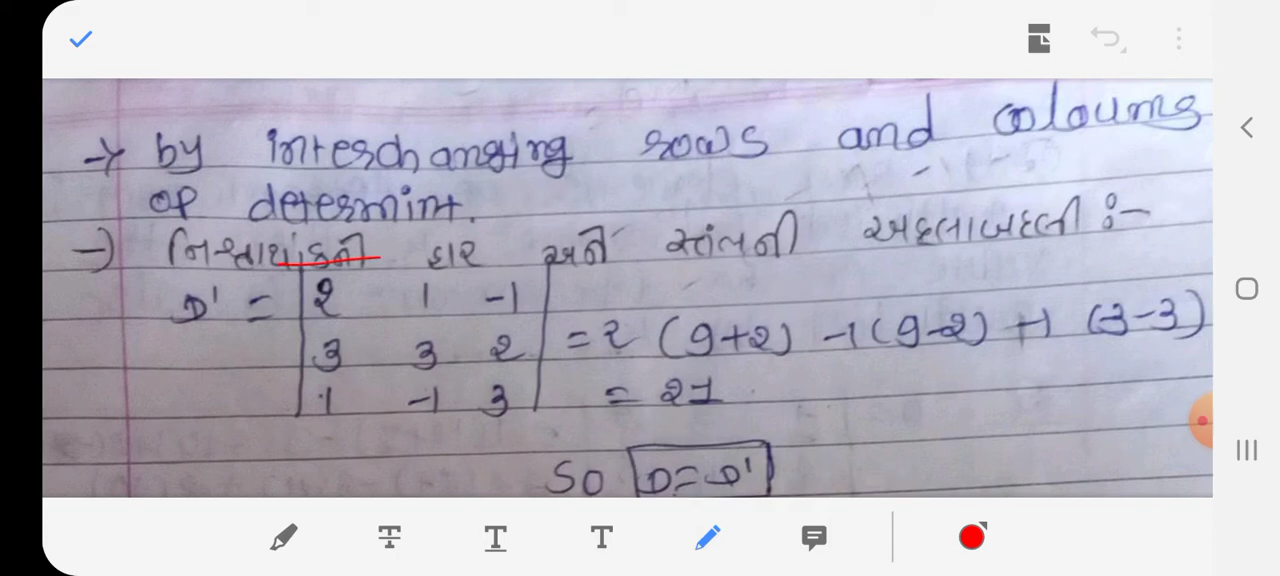 → by interchanging rows and coloums
of determint.
→ નિશ્ચાયકની હાર અને સ્તંભની અદલાબદલી :-
D' = | 2 1 -1 |
| 3 3 2 | = 2 (9+2) -1(9-2) +1 (3-3)
| 1 -1 3 | = 21
So D = D'